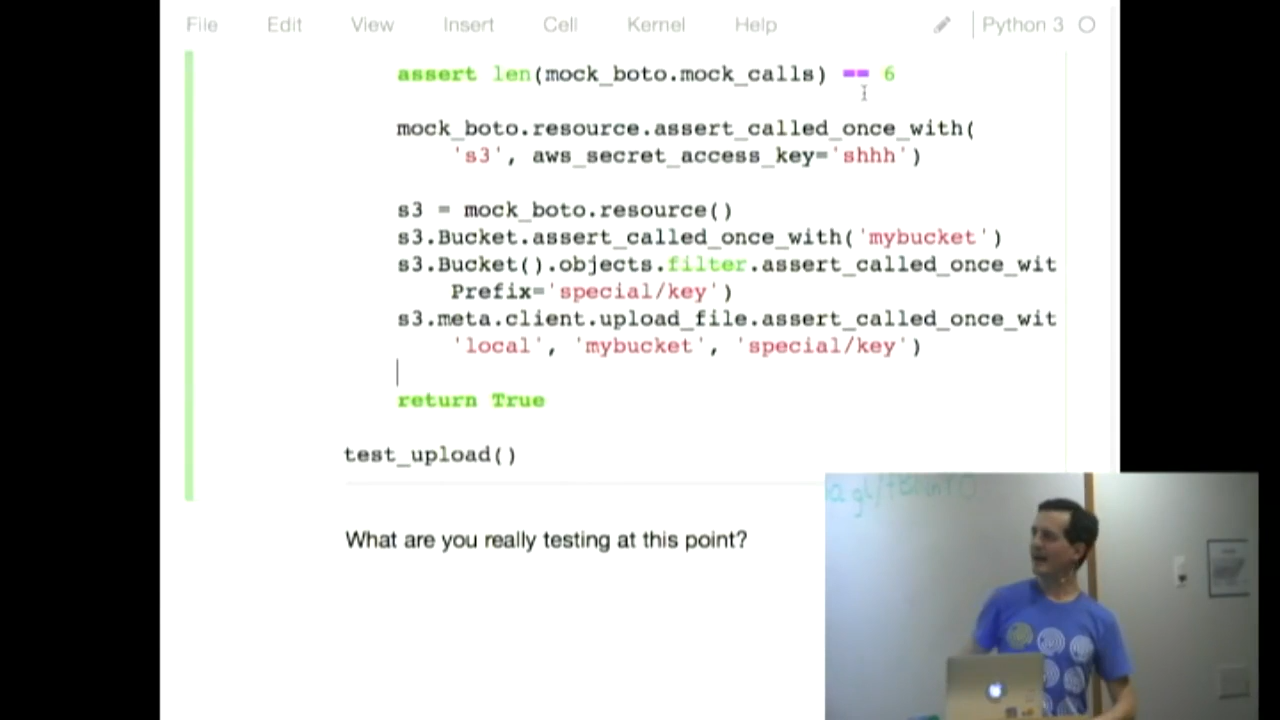 File Edit View Insert Cell Kernel Help Python 3
assert len(mock_boto.mock_calls) == 6
mock_boto.resource.assert_called_once_with(
's3', aws_secret_access_key='shhh')
s3 = mock_boto.resource()
s3.Bucket.assert_called_once_with('mybucket')
s3.Bucket().objects.filter.assert_called_once_wit
Prefix='special/key')
s3.meta.client.upload_file.assert_called_once_wit
'local', 'mybucket', 'special/key')
return True
test_upload()
What are you really testing at this point?